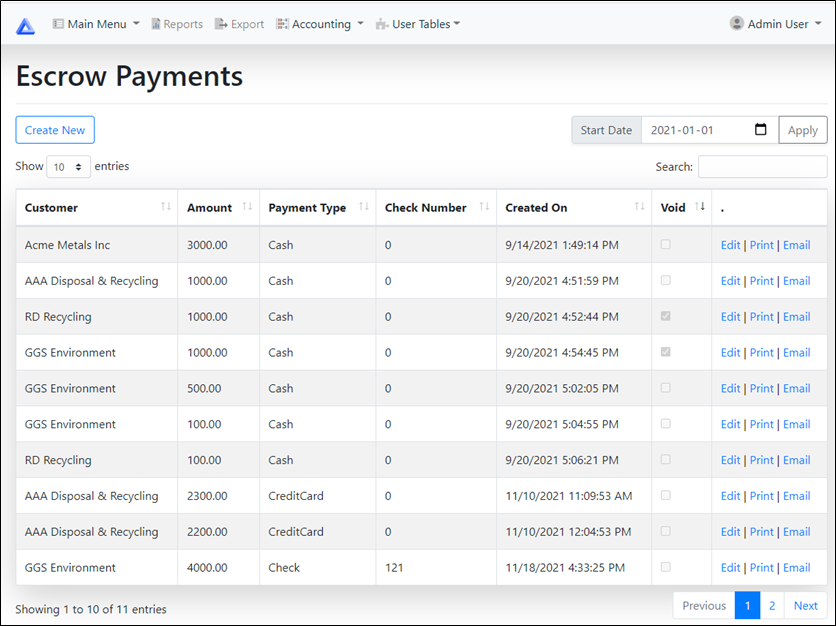 Main Menu Reports Export Accounting User Tables Admin User
Escrow Payments
Create New Start Date 2021-01-01 Apply
Show 10 entries Search:
Customer Amount Payment Type Check Number Created On Void .
Acme Metals Inc 3000.00 Cash 0 9/14/2021 1:49:14 PM Edit | Print | Email
AAA Disposal & Recycling 1000.00 Cash 0 9/20/2021 4:51:59 PM Edit | Print | Email
RD Recycling 1000.00 Cash 0 9/20/2021 4:52:44 PM Edit | Print | Email
GGS Environment 1000.00 Cash 0 9/20/2021 4:54:45 PM Edit | Print | Email
GGS Environment 500.00 Cash 0 9/20/2021 5:02:05 PM Edit | Print | Email
GGS Environment 100.00 Cash 0 9/20/2021 5:04:55 PM Edit | Print | Email
RD Recycling 100.00 Cash 0 9/20/2021 5:06:21 PM Edit | Print | Email
AAA Disposal & Recycling 2300.00 CreditCard 0 11/10/2021 11:09:53 AM Edit | Print | Email
AAA Disposal & Recycling 2200.00 CreditCard 0 11/10/2021 12:04:53 PM Edit | Print | Email
GGS Environment 4000.00 Check 121 11/18/2021 4:33:25 PM Edit | Print | Email
Showing 1 to 10 of 11 entries Previous 1 2 Next